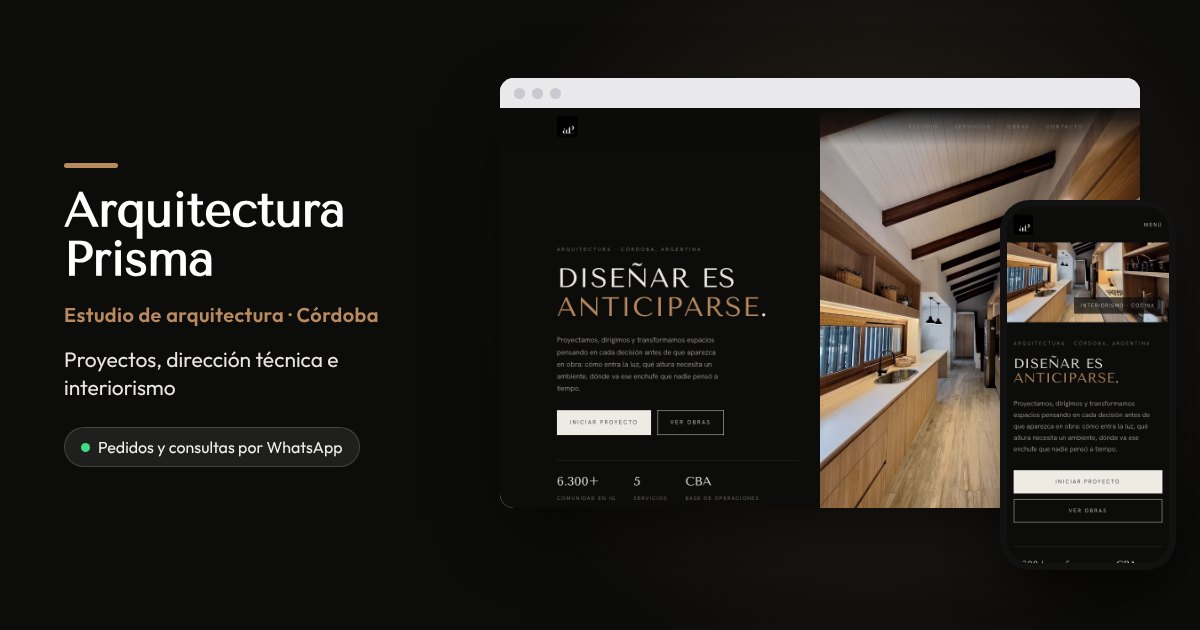 Arquitectura
Prisma
Estudio de arquitectura · Córdoba
Proyectos, dirección técnica e
interiorismo
Pedidos y consultas por WhatsApp
aP
ESTUDIO SERVICIOS OBRAS CONTACTO
ARQUITECTURA · CÓRDOBA, ARGENTINA
DISEÑAR ES
ANTICIPARSE.
Proyectamos, dirigimos y transformamos espacios
pensando en cada decisión antes de que aparezca
en obra: cómo entra la luz, qué altura necesita un
ambiente, dónde va ese enchufe que nadie pensó a
tiempo.
INICIAR PROYECTO VER OBRAS
6.300+ 5 CBA
COMUNIDAD EN IG SERVICIOS BASE DE OPERACIONES
aP MENÚ
INTERIORISMO · COCINA
ARQUITECTURA · CÓRDOBA, ARGENTINA
DISEÑAR ES
ANTICIPARSE.
Proyectamos, dirigimos y transformamos
espacios pensando en cada decisión antes de
que aparezca en obra: cómo entra la luz, qué
altura necesita un ambiente, dónde va ese
enchufe que nadie pensó a tiempo.
INICIAR PROYECTO
VER OBRAS